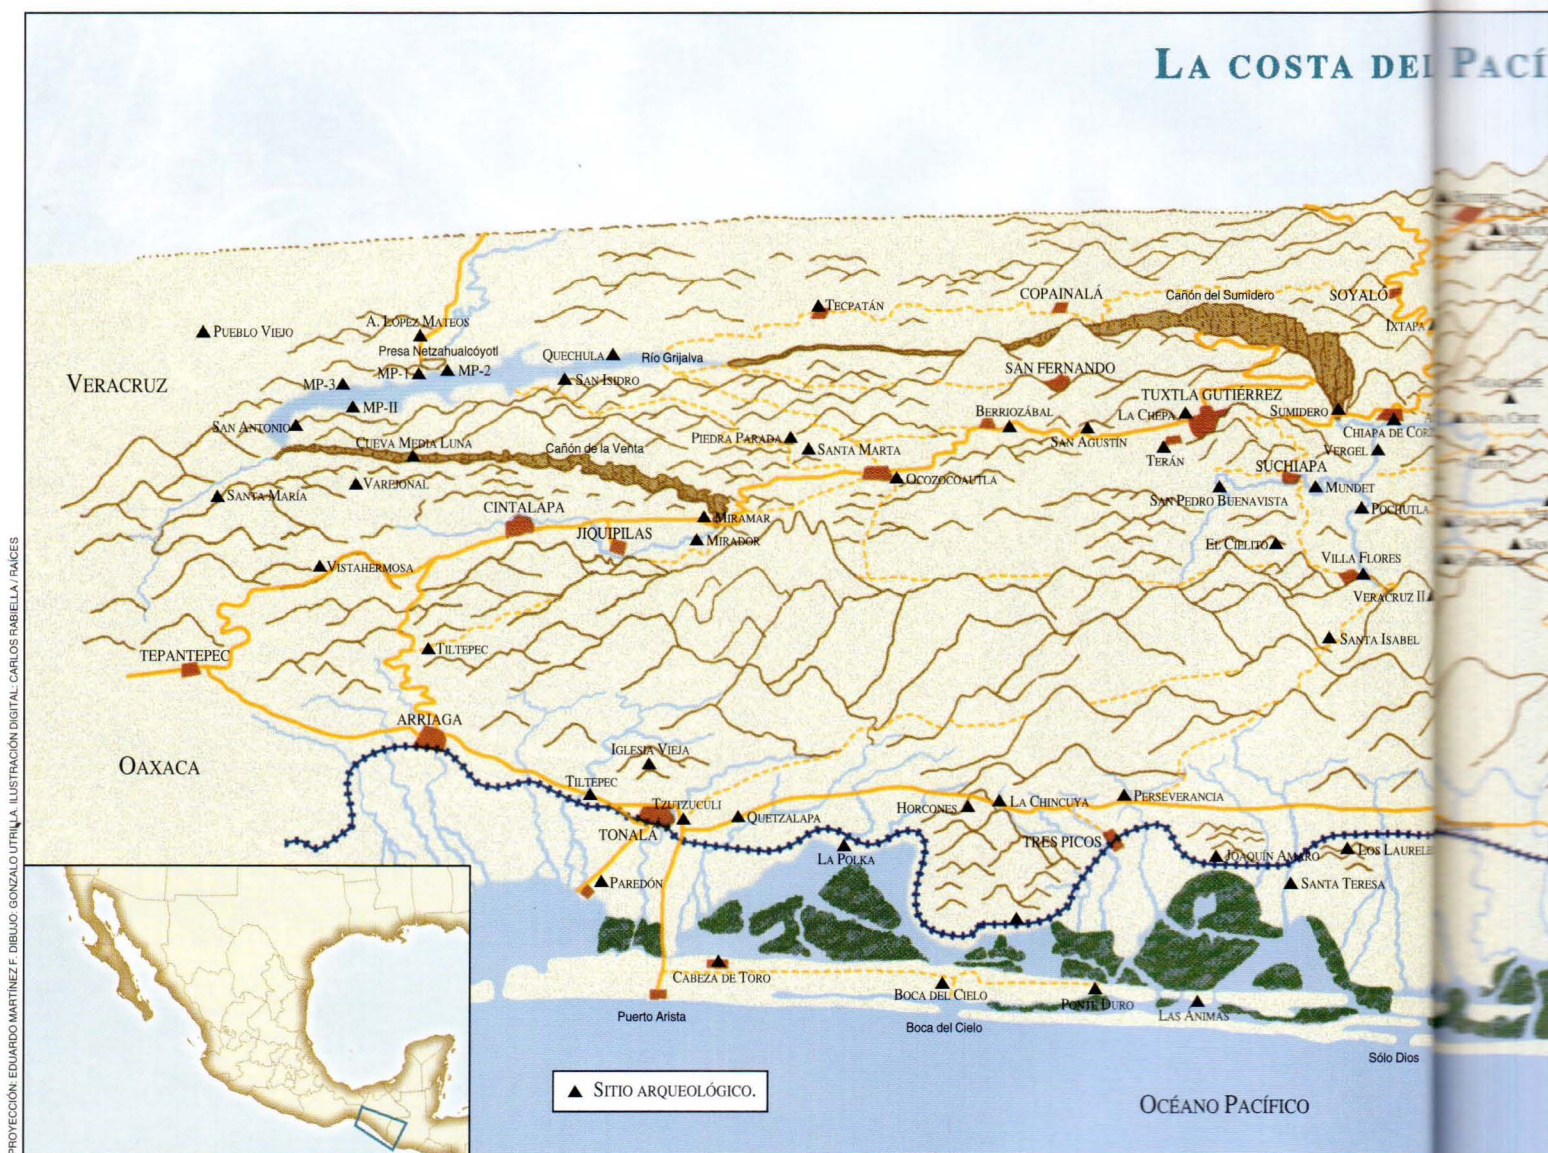 LA COSTA DEL PACÍ
TECPATÁN
COPAINALÁ
Cañón del Sumidero
SOYALÓ
IXTAPA
PUEBLO VIEJO
A. LÓPEZ MATEOS
Presa Netzahualcóyotl
QUECHULA
Río Grijalva
VERACRUZ
MP-3
MP-1
MP-2
SAN ISIDRO
SAN FERNANDO
MP-II
TUXTLA GUTIÉRREZ
BERRIOZÁBAL
LA CHEPA
SUMIDERO
SAN ANTONIO
CUEVA MEDIA LUNA
Cañón de la Venta
PIEDRA PARADA
SANTA MARTA
SAN AGUSTÍN
CHIAPA DE CORZ
TERÁN
VERGEL
SUCHIAPA
OCOZOCOAUTLA
SANTA MARÍA
VAREJONAL
CINTALAPA
SAN PEDRO BUENAVISTA
MUNDET
POCHUTLA
MIRAMAR
JIQUIPILAS
MIRADOR
EL CIELITO
VILLA FLORES
VISTAHERMOSA
VERACRUZ II
TEPANTEPEC
TILTEPEC
SANTA ISABEL
ARRIAGA
OAXACA
IGLESIA VIEJA
TILTEPEC
TZUTZUCULI
QUETZALAPA
HORCONES
LA CHINCUYA
PERSEVERANCIA
TONALÁ
TRES PICOS
LA POLKA
JOAQUÍN AMARO
LOS LAURELE
PAREDÓN
SANTA TERESA
CABEZA DE TORO
BOCA DEL CIELO
PONTE DURO
LAS ÁNIMAS
Puerto Arista
Boca del Cielo
Sólo Dios
SITIO ARQUEOLÓGICO.
OCÉANO PACÍFICO
PROYECCIÓN: EDUARDO MARTÍNEZ F. DIBUJO: GONZALO UTRILLA. ILUSTRACIÓN DIGITAL: CARLOS RABIELLA / RAÍCES